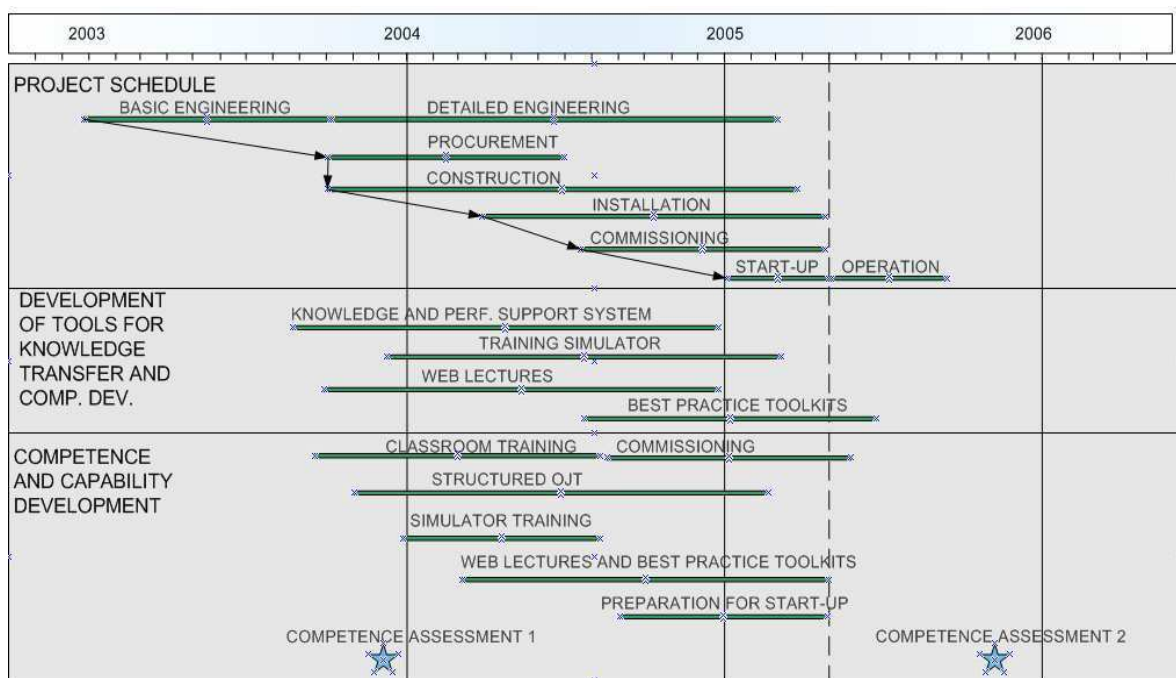 2003 2004 2005 2006
PROJECT SCHEDULE
BASIC ENGINEERING DETAILED ENGINEERING
PROCUREMENT
CONSTRUCTION
INSTALLATION
COMMISSIONING
START-UP OPERATION
DEVELOPMENT
OF TOOLS FOR
KNOWLEDGE
TRANSFER AND
COMP. DEV.
KNOWLEDGE AND PERF. SUPPORT SYSTEM
TRAINING SIMULATOR
WEB LECTURES
BEST PRACTICE TOOLKITS
COMPETENCE
AND CAPABILITY
DEVELOPMENT
CLASSROOM TRAINING COMMISSIONING
STRUCTURED OJT
SIMULATOR TRAINING
WEB LECTURES AND BEST PRACTICE TOOLKITS
PREPARATION FOR START-UP
COMPETENCE ASSESSMENT 1 COMPETENCE ASSESSMENT 2